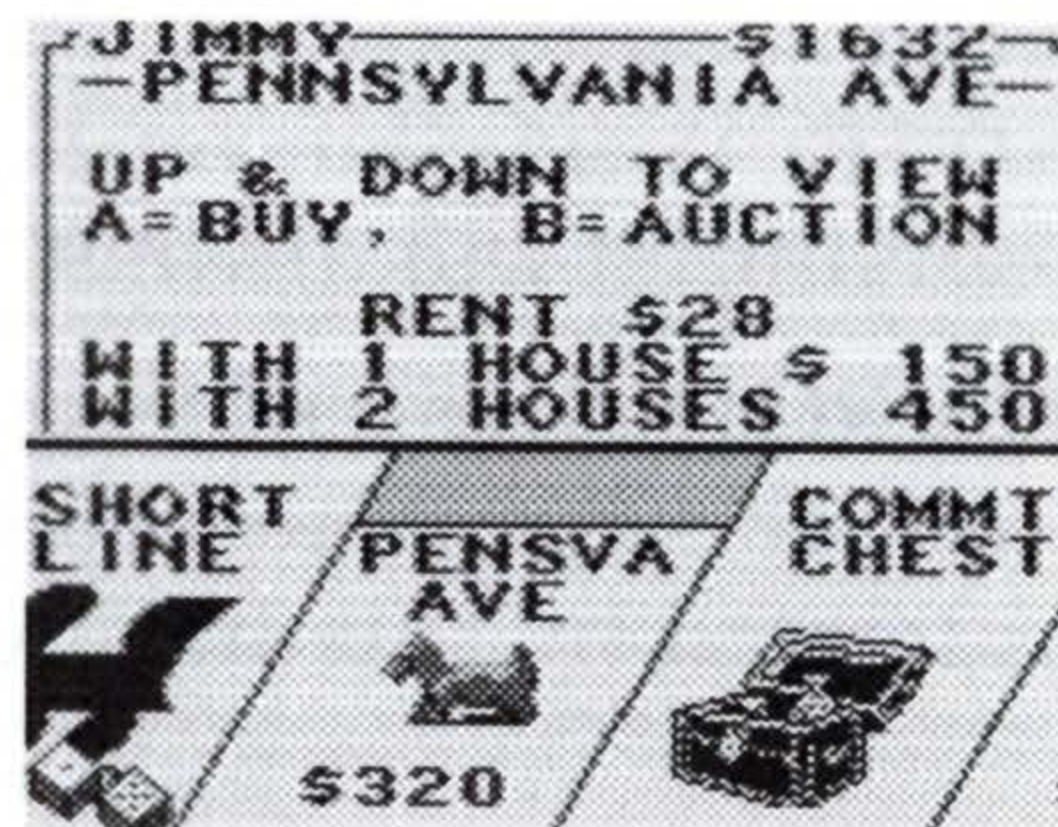 JIMMY $1632
PENNSYLVANIA AVE
UP & DOWN TO VIEW
A=BUY, B=AUCTION
RENT $28
WITH 1 HOUSE $ 150
WITH 2 HOUSES 450
SHORT
LINE
PENSVA
AVE
$320
COMMT
CHEST